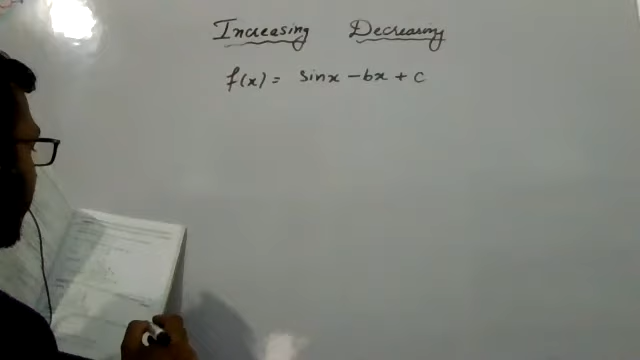 Increasing Decreasing
f(x) = sinx - bx + c